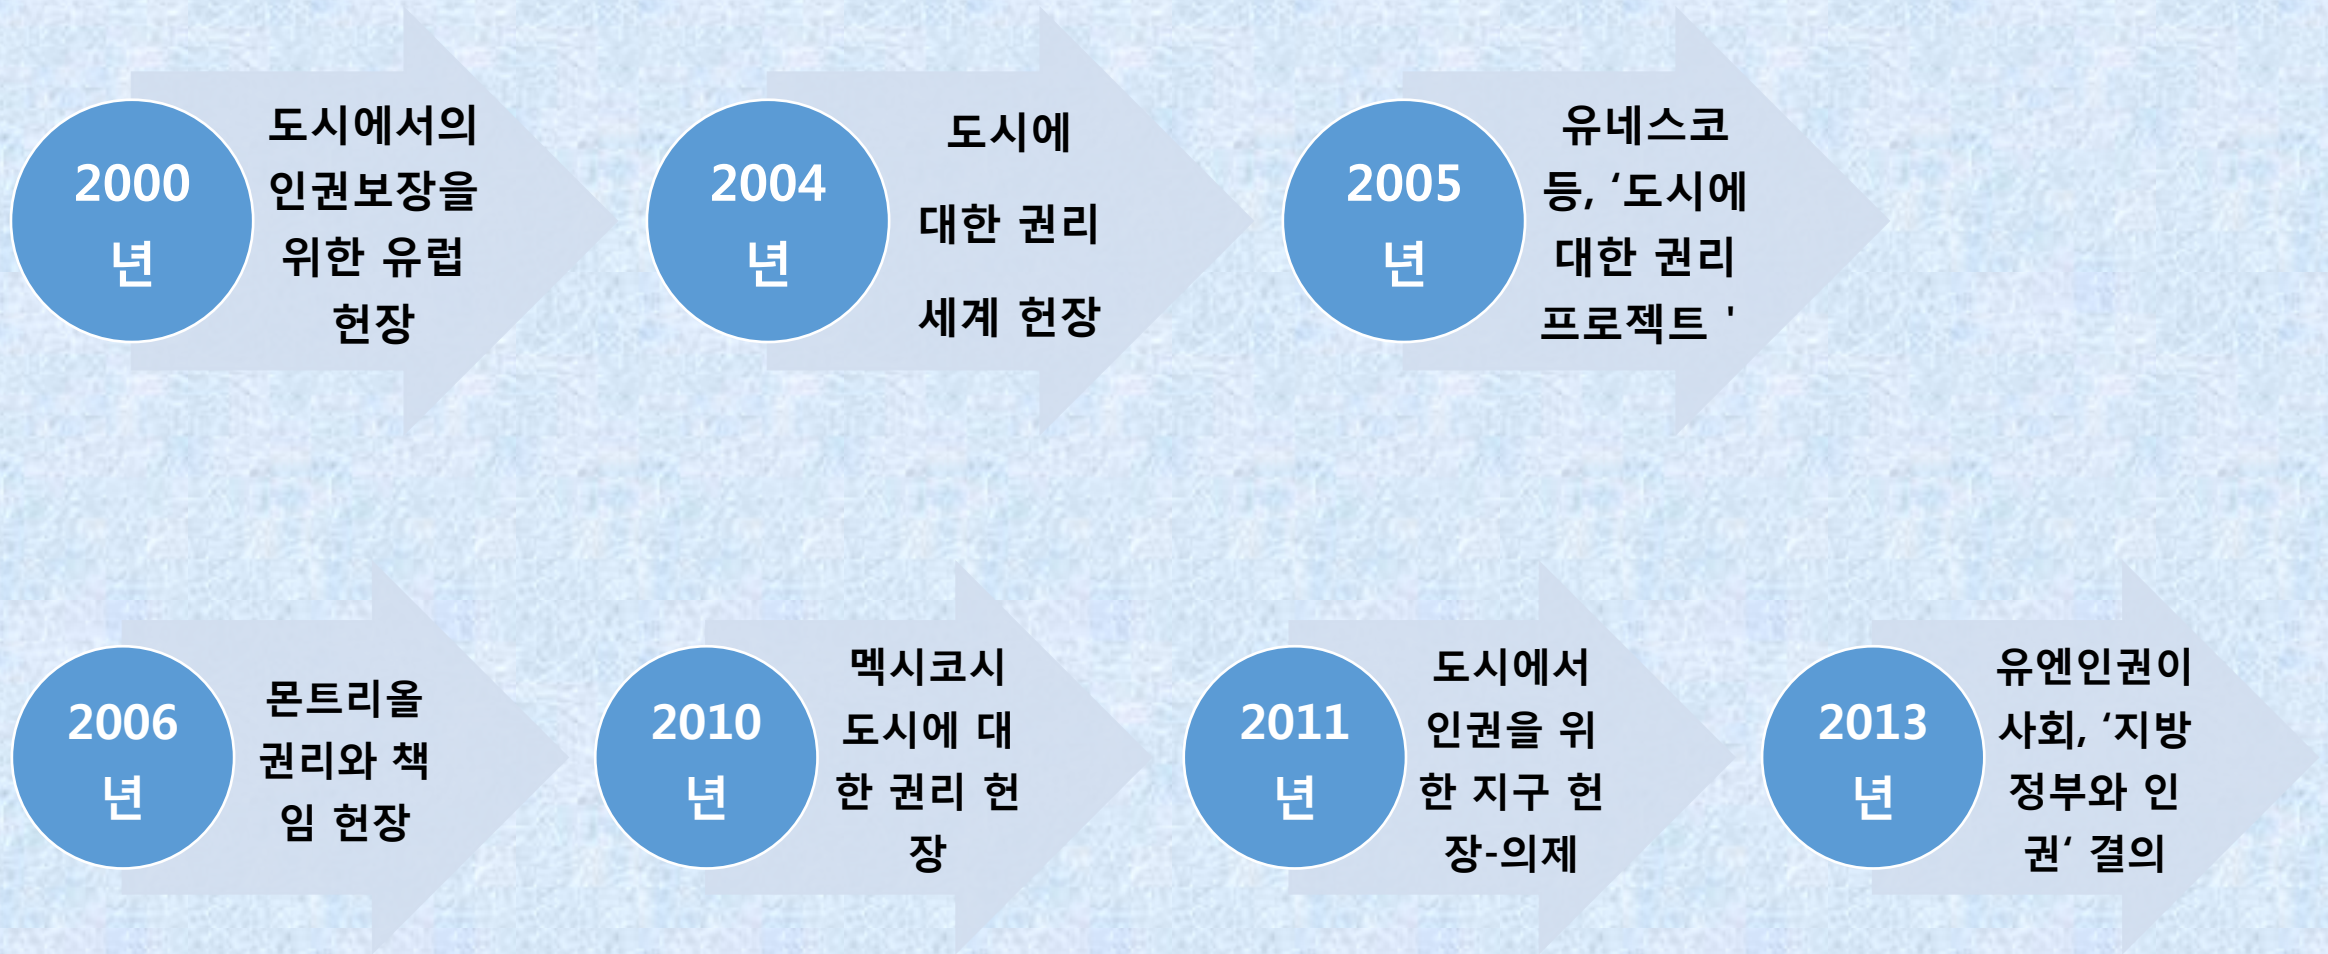 2000
년
도시에서의
인권보장을
위한 유럽
헌장
2004
년
도시에
대한 권리
세계 헌장
2005
년
유네스코
등, ‘도시에
대한 권리
프로젝트 '
2006
년
몬트리올
권리와 책
임 헌장
2010
년
멕시코시
도시에 대
한 권리 헌
장
2011
년
도시에서
인권을 위
한 지구 헌
장-의제
2013
년
유엔인권이
사회, ‘지방
정부와 인
권‘ 결의